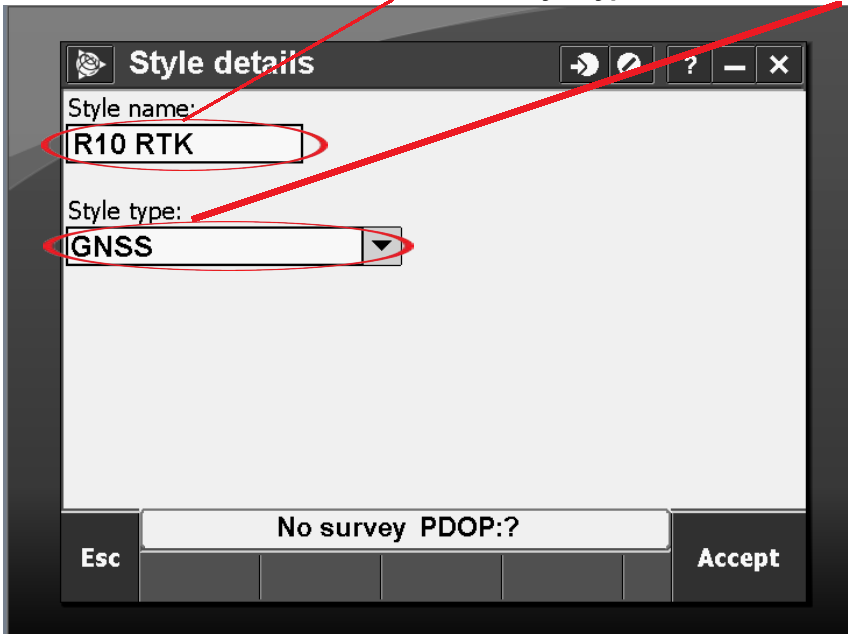 Style details
? – ×
Style name:
R10 RTK
Style type:
GNSS
No survey PDOP:?
Esc
Accept